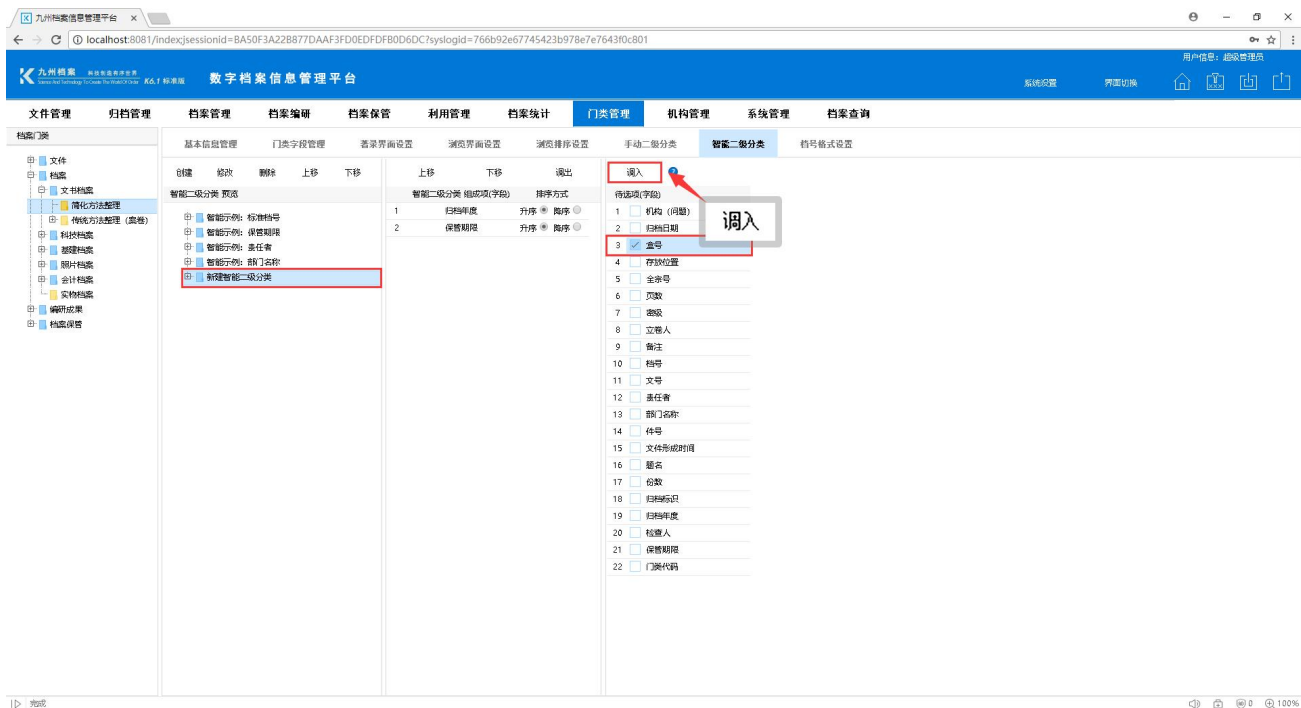 九州档案信息管理平台
localhost:8081/index;jsessionid=BA50F3A22B877DAAF3FD0EDFDFB0D6DC?syslogid=766b92e67745423b978e7e7643f0c801
用户信息：超级管理员
九州档案 科技创造有序世界 K6.1 标准版 数字档案信息管理平台
系统设置 界面切换
文件管理 归档管理 档案管理 档案编研 档案保管 利用管理 档案统计 门类管理 机构管理 系统管理 档案查询
档案门类
基本信息管理 门类字段管理 著录界面设置 浏览界面设置 浏览排序设置 手动二级分类 智能二级分类 档号格式设置
文件
档案
文书档案
简化方法整理
传统方法整理（案卷）
科技档案
基建档案
照片档案
会计档案
实物档案
编研成果
档案保管
创建 修改 删除 上移 下移
智能二级分类 预览
智能示例：标准档号
智能示例：保管期限
智能示例：责任者
智能示例：部门名称
新建智能二级分类
上移 下移 调出
智能二级分类 组成项(字段) 排序方式
1 归档年度 升序 降序
2 保管期限 升序 降序
调入
待选项(字段)
调入
1 机构（问题）
2 归档日期
3 盒号
4 存放位置
5 全宗号
6 页数
7 密级
8 立卷人
9 备注
10 档号
11 文号
12 责任者
13 部门名称
14 件号
15 文件形成时间
16 题名
17 份数
18 归档标识
19 归档年度
20 检查人
21 保管期限
22 门类代码
完成
0 100%